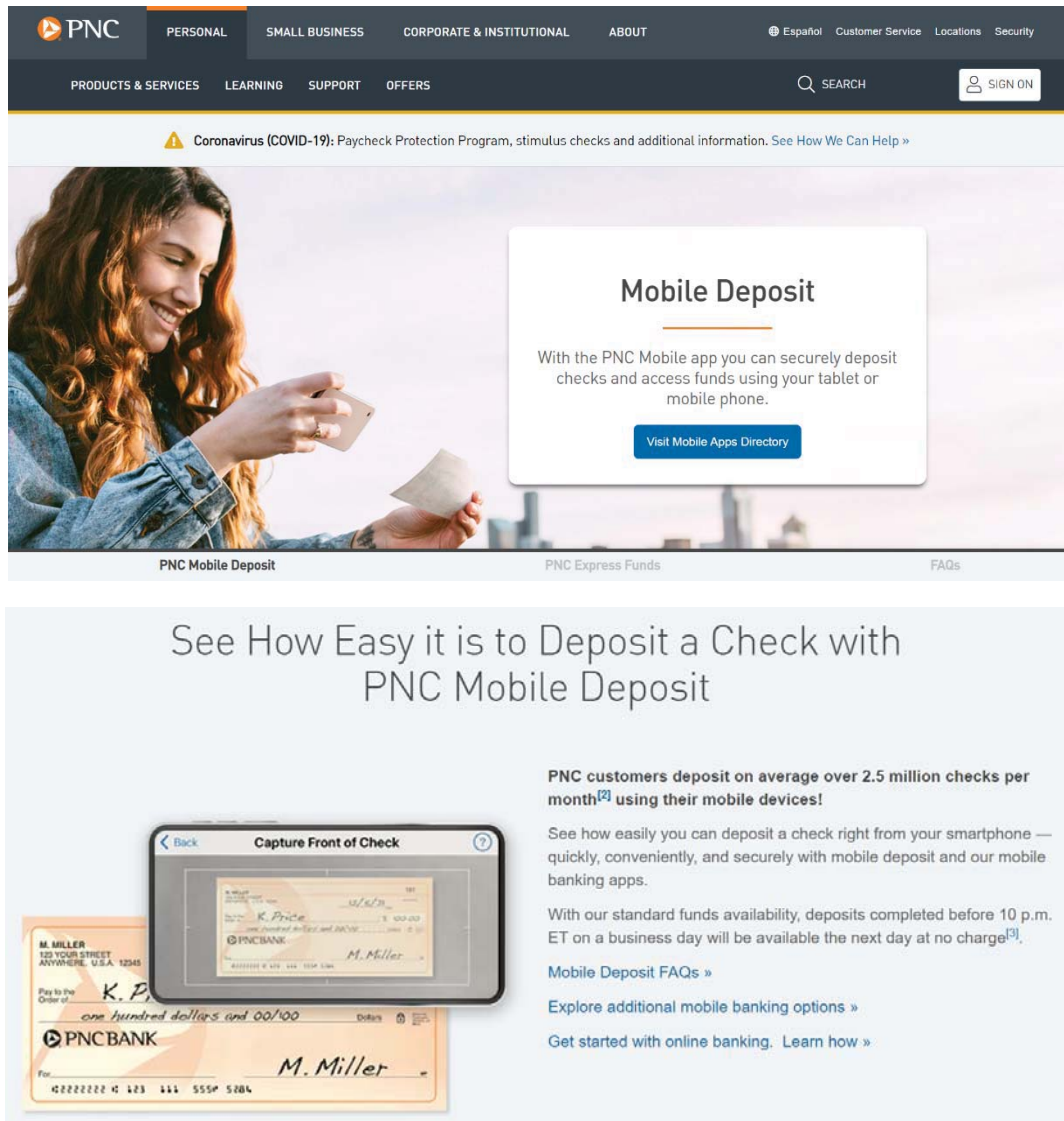 PNC
PERSONAL SMALL BUSINESS CORPORATE & INSTITUTIONAL ABOUT
Español Customer Service Locations Security
PRODUCTS & SERVICES LEARNING SUPPORT OFFERS
SEARCH
SIGN ON
Coronavirus (COVID-19): Paycheck Protection Program, stimulus checks and additional information. See How We Can Help »
Mobile Deposit
With the PNC Mobile app you can securely deposit
checks and access funds using your tablet or
mobile phone.
Visit Mobile Apps Directory
PNC Mobile Deposit PNC Express Funds FAQs
See How Easy it is to Deposit a Check with
PNC Mobile Deposit
Back Capture Front of Check ?
K. Price
one hundred dollars and 00/100
PNCBANK
M. Miller
M. MILLER
123 YOUR STREET
ANYWHERE, U.S.A. 12345
Pay to the
Order of K. P
one hundred dollars and 00/100 Dollars
PNCBANK
For M. Miller
PNC customers deposit on average over 2.5 million checks per
month[2] using their mobile devices!
See how easily you can deposit a check right from your smartphone —
quickly, conveniently, and securely with mobile deposit and our mobile
banking apps.
With our standard funds availability, deposits completed before 10 p.m.
ET on a business day will be available the next day at no charge[3].
Mobile Deposit FAQs »
Explore additional mobile banking options »
Get started with online banking. Learn how »